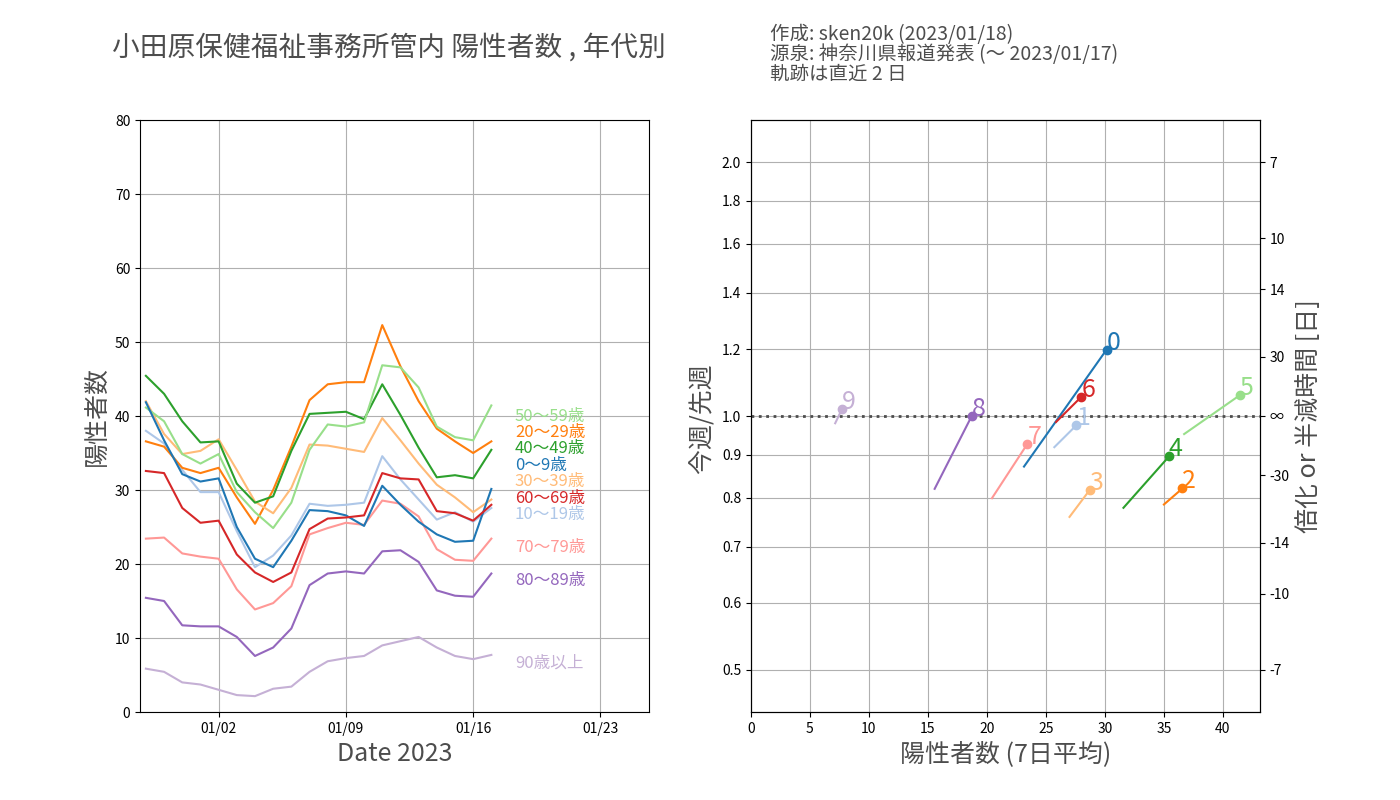 小田原保健福祉事務所管内 陽性者数 , 年代別
作成: sken20k (2023/01/18)
源泉: 神奈川県報道発表 (〜 2023/01/17)
軌跡は直近 2 日
陽性者数
80
70
60
50
40
30
20
10
0
50〜59歳
20〜29歳
40〜49歳
0〜9歳
30〜39歳
60〜69歳
10〜19歳
70〜79歳
80〜89歳
90歳以上
01/02
01/09
01/16
01/23
Date 2023
今週/先週
2.0
1.8
1.6
1.4
1.2
1.0
0.9
0.8
0.7
0.6
0.5
0
5
6
9
8
1
7
4
3
2
7
10
14
30
∞
-30
-14
-10
-7
倍化 or 半減時間 [日]
0
5
10
15
20
25
30
35
40
陽性者数 (7日平均)